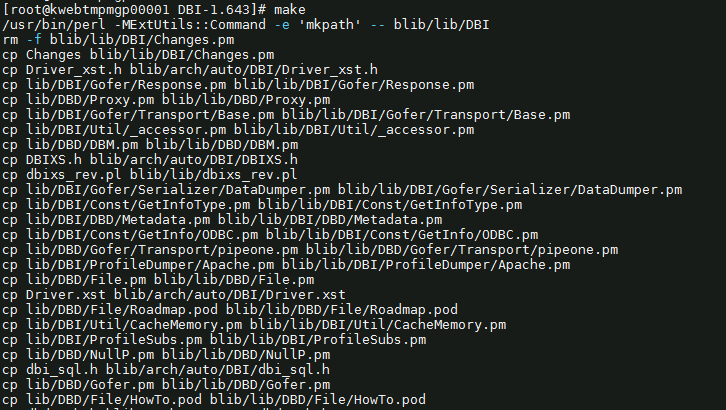 [root@kwebtmpmgp00001 DBI-1.643]# make
/usr/bin/perl -MExtUtils::Command -e 'mkpath' -- blib/lib/DBI
rm -f blib/lib/DBI/Changes.pm
cp Changes blib/lib/DBI/Changes.pm
cp Driver_xst.h blib/arch/auto/DBI/Driver_xst.h
cp lib/DBI/Gofer/Response.pm blib/lib/DBI/Gofer/Response.pm
cp lib/DBD/Proxy.pm blib/lib/DBD/Proxy.pm
cp lib/DBI/Gofer/Transport/Base.pm blib/lib/DBI/Gofer/Transport/Base.pm
cp lib/DBI/Util/_accessor.pm blib/lib/DBI/Util/_accessor.pm
cp lib/DBD/DBM.pm blib/lib/DBD/DBM.pm
cp DBIXS.h blib/arch/auto/DBI/DBIXS.h
cp dbixs_rev.pl blib/lib/dbixs_rev.pl
cp lib/DBI/Gofer/Serializer/DataDumper.pm blib/lib/DBI/Gofer/Serializer/DataDumper.pm
cp lib/DBI/Const/GetInfoType.pm blib/lib/DBI/Const/GetInfoType.pm
cp lib/DBI/DBD/Metadata.pm blib/lib/DBI/DBD/Metadata.pm
cp lib/DBI/Const/GetInfo/ODBC.pm blib/lib/DBI/Const/GetInfo/ODBC.pm
cp lib/DBD/Gofer/Transport/pipeone.pm blib/lib/DBD/Gofer/Transport/pipeone.pm
cp lib/DBI/ProfileDumper/Apache.pm blib/lib/DBI/ProfileDumper/Apache.pm
cp lib/DBD/File.pm blib/lib/DBD/File.pm
cp Driver.xst blib/arch/auto/DBI/Driver.xst
cp lib/DBD/File/Roadmap.pod blib/lib/DBD/File/Roadmap.pod
cp lib/DBI/Util/CacheMemory.pm blib/lib/DBI/Util/CacheMemory.pm
cp lib/DBI/ProfileSubs.pm blib/lib/DBI/ProfileSubs.pm
cp lib/DBD/NullP.pm blib/lib/DBD/NullP.pm
cp dbi_sql.h blib/arch/auto/DBI/dbi_sql.h
cp lib/DBD/Gofer.pm blib/lib/DBD/Gofer.pm
cp lib/DBD/File/HowTo.pod blib/lib/DBD/File/HowTo.pod